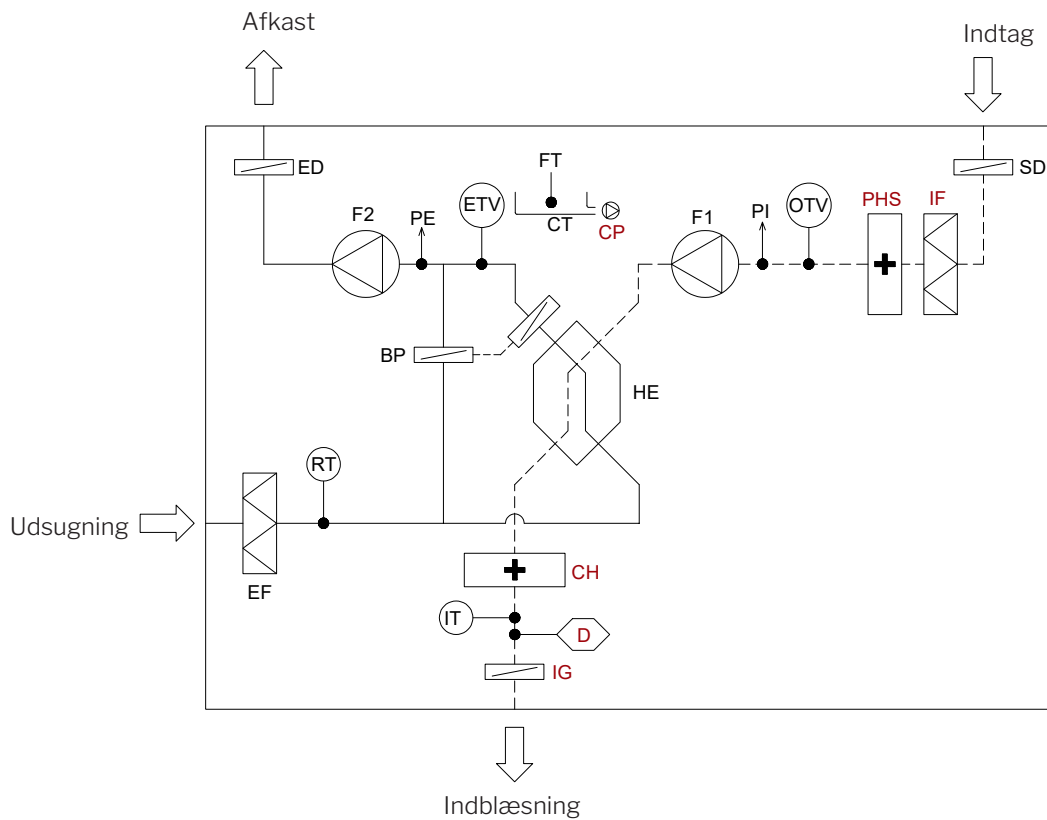 Afkast
Indtag
ED
SD
FT
ETV
CT
CP
F2
PE
F1
PI
OTV
PHS
IF
BP
HE
RT
Udsugning
EF
CH
IT
D
IG
Indblæsning